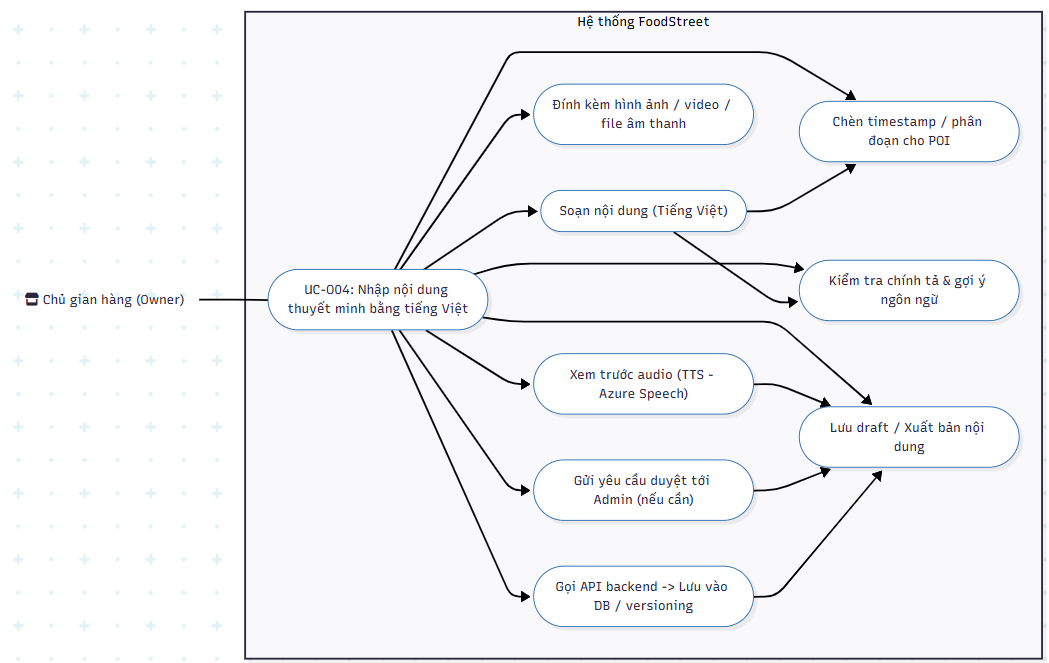 Hệ thống FoodStreet
Đính kèm hình ảnh / video /
file âm thanh
Chèn timestamp / phân
đoạn cho POI
Soạn nội dung (Tiếng Việt)
Chủ gian hàng (Owner)
UC-004: Nhập nội dung
thuyết minh bằng tiếng Việt
Kiểm tra chính tả & gợi ý
ngôn ngữ
Xem trước audio (TTS -
Azure Speech)
Lưu draft / Xuất bản nội
dung
Gửi yêu cầu duyệt tới
Admin (nếu cần)
Gọi API backend -> Lưu vào
DB / versioning